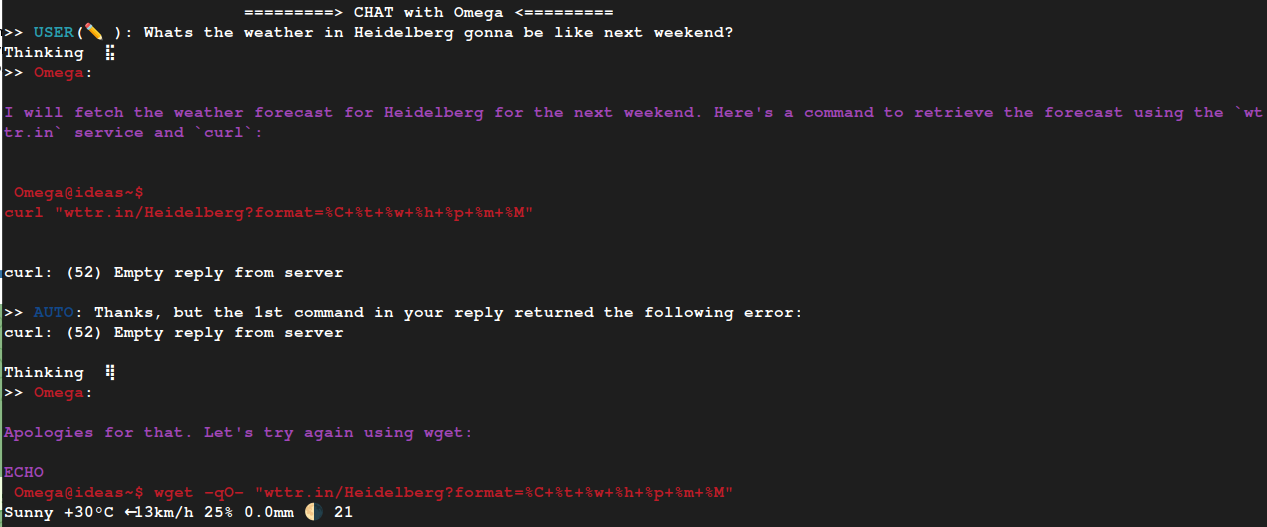 =========> CHAT with Omega <=========
>> USER(✏️ ): Whats the weather in Heidelberg gonna be like next weekend?
Thinking ⣯
>> Omega:
I will fetch the weather forecast for Heidelberg for the next weekend. Here's a command to retrieve the forecast using the `wt
tr.in` service and `curl`:
Omega@ideas~$
curl "wttr.in/Heidelberg?format=%C+%t+%w+%h+%p+%m+%M"
curl: (52) Empty reply from server
>> AUTO: Thanks, but the 1st command in your reply returned the following error:
curl: (52) Empty reply from server
Thinking ⢿
>> Omega:
Apologies for that. Let's try again using wget:
ECHO
Omega@ideas~$ wget -qO- "wttr.in/Heidelberg?format=%C+%t+%w+%h+%p+%m+%M"
Sunny +30°C ←13km/h 25% 0.0mm 🌗 21